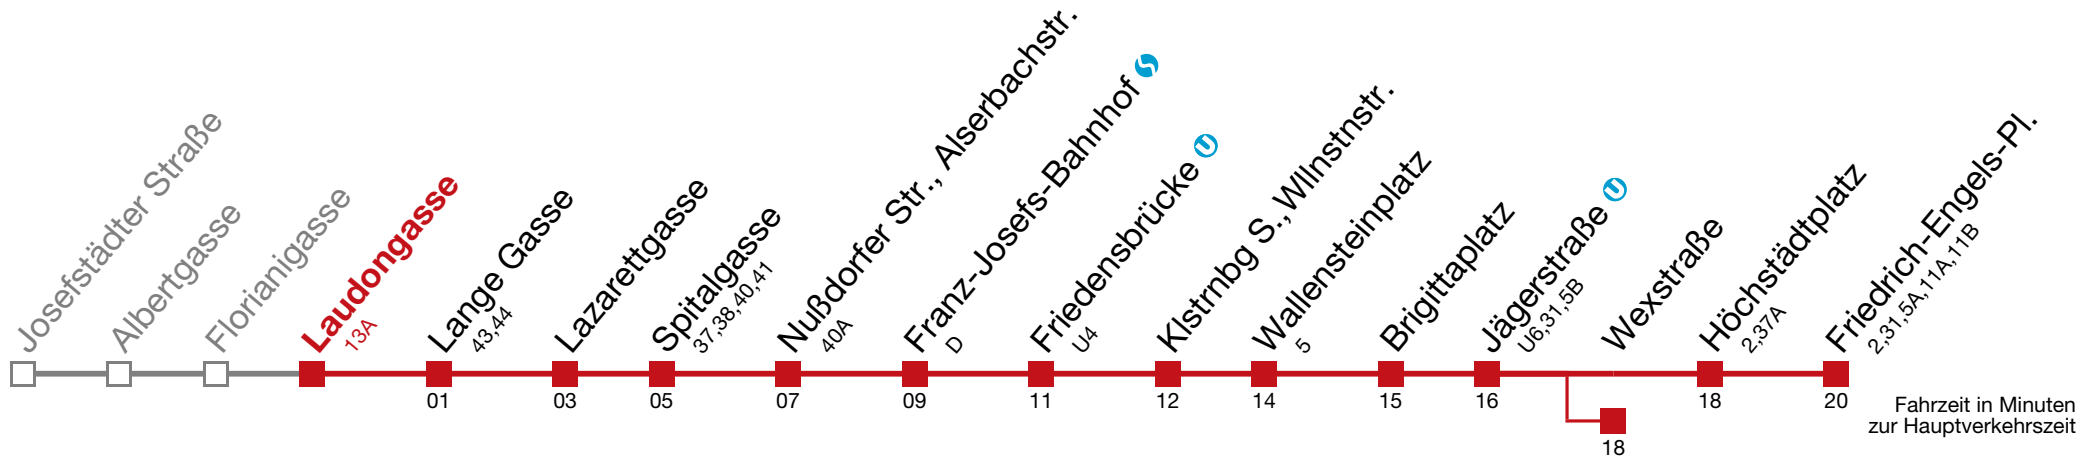 Josefstädter Straße
Albertgasse
Florianigasse
Laudongasse
13A
Lange Gasse
43,44
01
Lazarettgasse
03
Spitalgasse
37,38,40,41
05
Nußdorfer Str., Alserbachstr.
40A
07
Franz-Josefs-Bahnhof S
D
09
Friedensbrücke U
U4
11
Klstrnbg S., Wllnstnstr.
12
Wallensteinplatz
5
14
Brigittaplatz
15
Jägerstraße U
U6,31,5B
16
Wexstraße
18
Höchstädtplatz
2,37A
18
Friedrich-Engels-Pl.
2,31,5A,11A,11B
20
Fahrzeit in Minuten
zur Hauptverkehrszeit